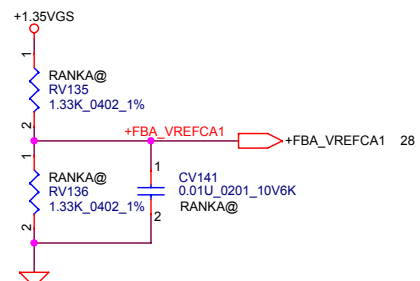 +1.35VGS
1
RANKA@
RV135
1.33K_0402_1%
2
+FBA_VREFCA1
+FBA_VREFCA1 28
1
RANKA@
RV136
1.33K_0402_1%
2
1
CV141
0.01U_0201_10V6K
RANKA@
2